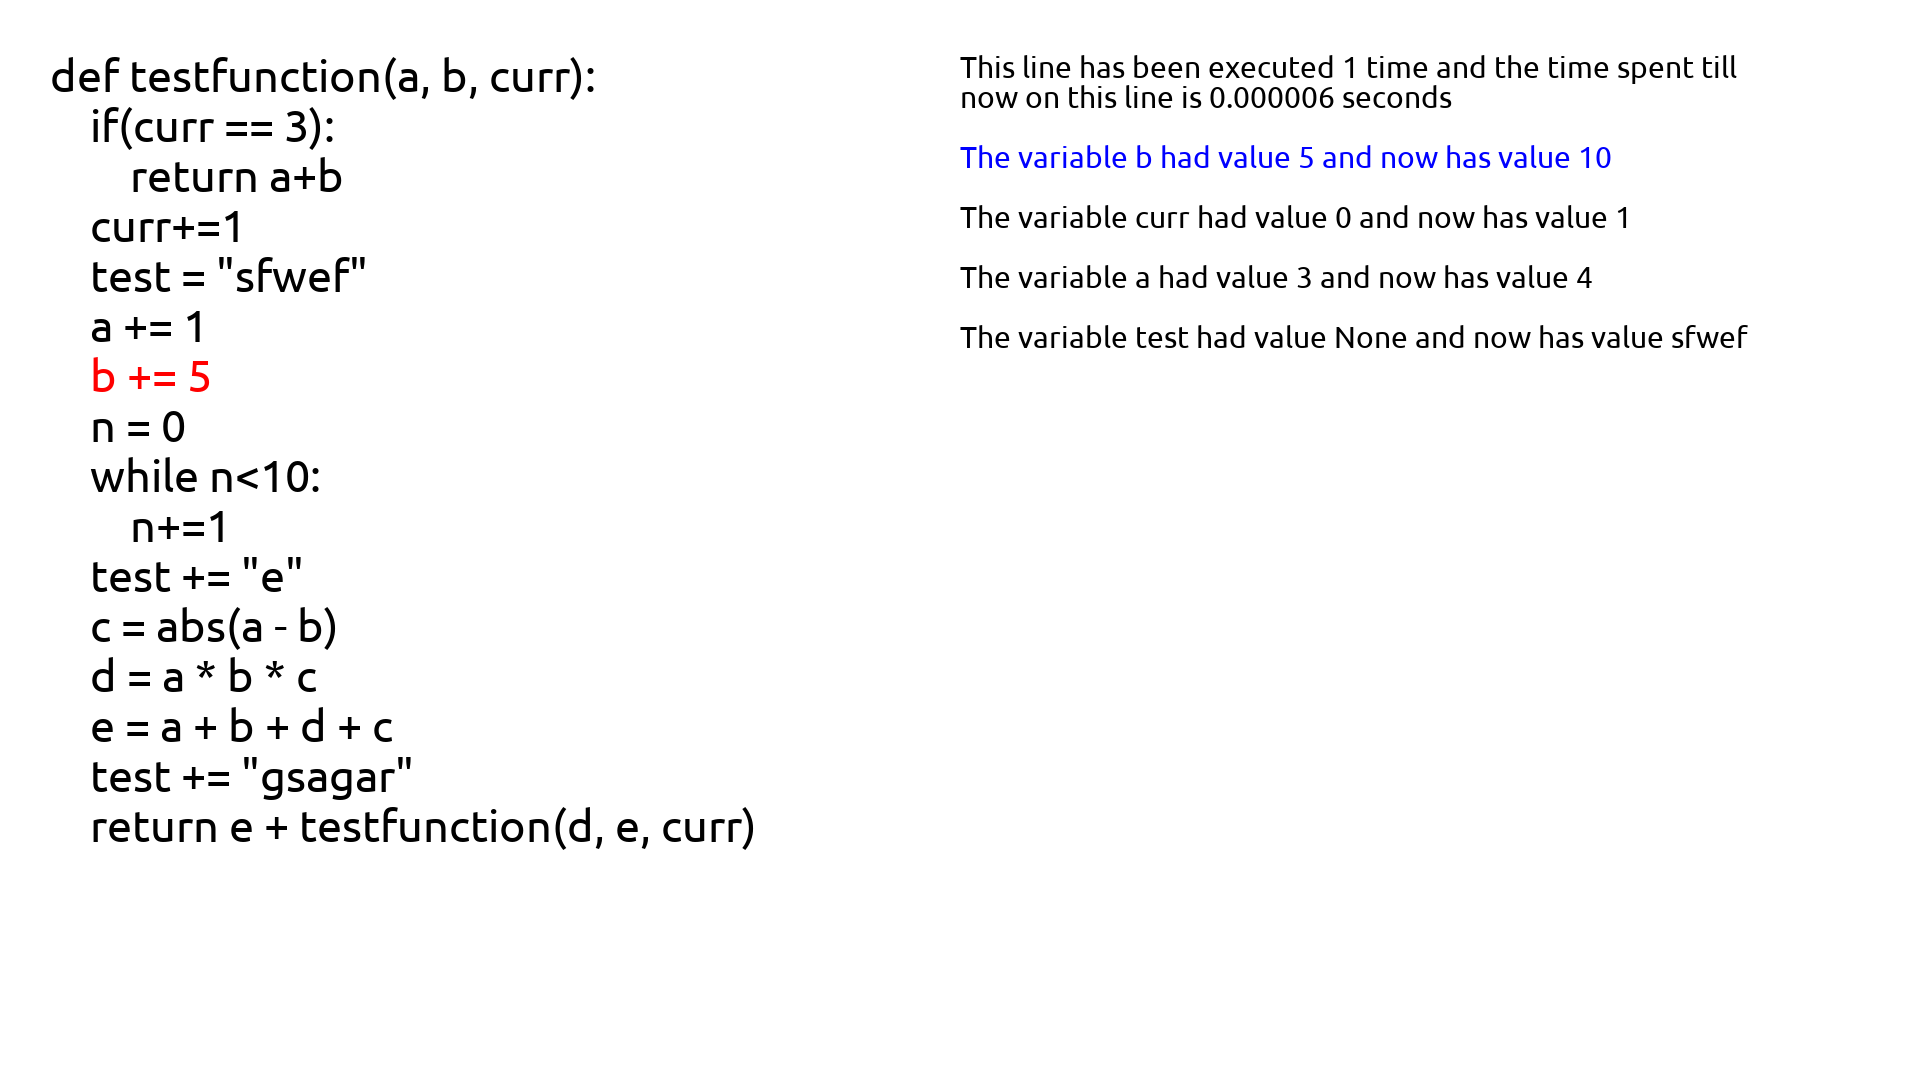 def testfunction(a, b, curr):
    if(curr == 3):
        return a+b
    curr+=1
    test = "sfwef"
    a += 1
    b += 5
    n = 0
    while n<10:
        n+=1
    test += "e"
    c = abs(a - b)
    d = a * b * c
    e = a + b + d + c
    test += "gsagar"
    return e + testfunction(d, e, curr)
This line has been executed 1 time and the time spent till
now on this line is 0.000006 seconds
The variable b had value 5 and now has value 10
The variable curr had value 0 and now has value 1
The variable a had value 3 and now has value 4
The variable test had value None and now has value sfwef